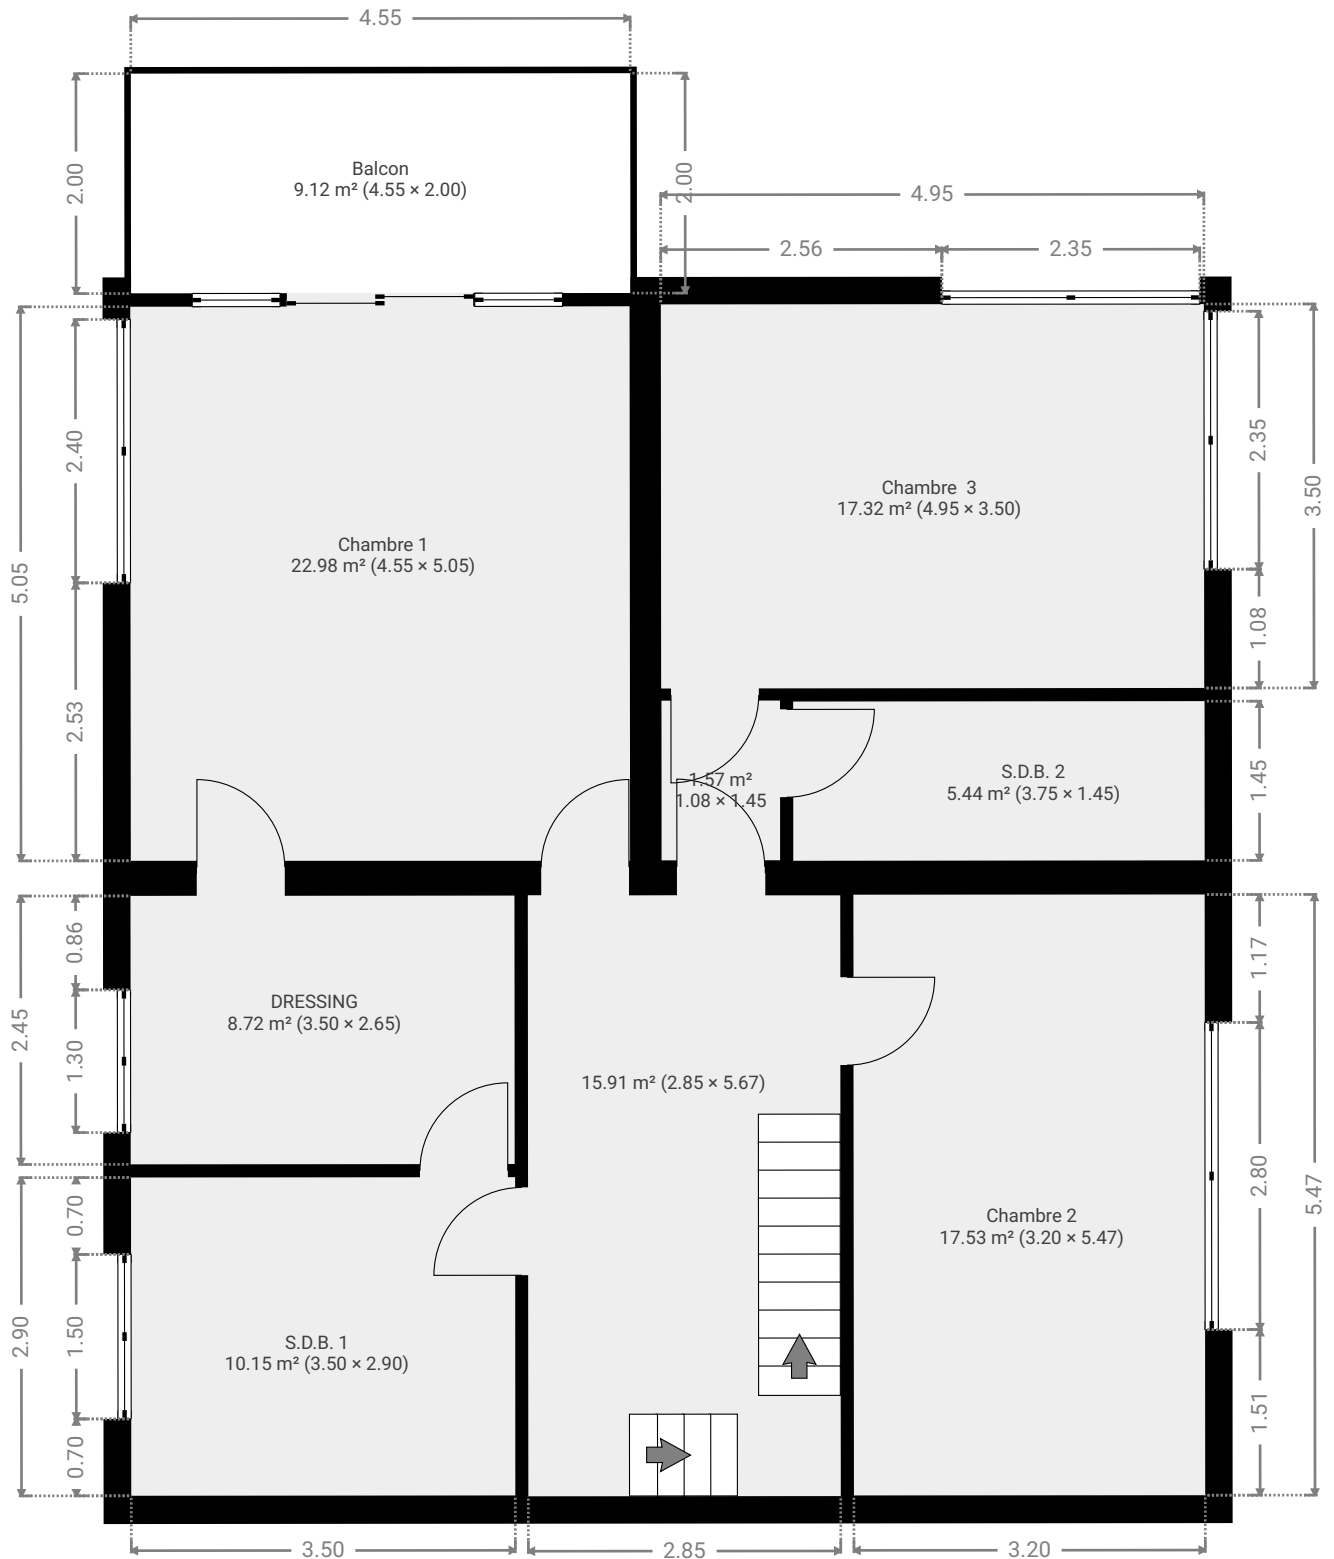 4.55
2.00
Balcon
9.12 m² (4.55 × 2.00)
2.00
4.95
2.56
2.35
5.05
2.40
2.53
Chambre 1
22.98 m² (4.55 × 5.05)
Chambre 3
17.32 m² (4.95 × 3.50)
2.35
1.08
3.50
1.57 m²
1.08 × 1.45
S.D.B. 2
5.44 m² (3.75 × 1.45)
1.45
2.45
0.86
1.30
DRESSING
8.72 m² (3.50 × 2.65)
15.91 m² (2.85 × 5.67)
1.17
2.80
1.51
5.47
Chambre 2
17.53 m² (3.20 × 5.47)
2.90
0.70
1.50
0.70
S.D.B. 1
10.15 m² (3.50 × 2.90)
3.50
2.85
3.20